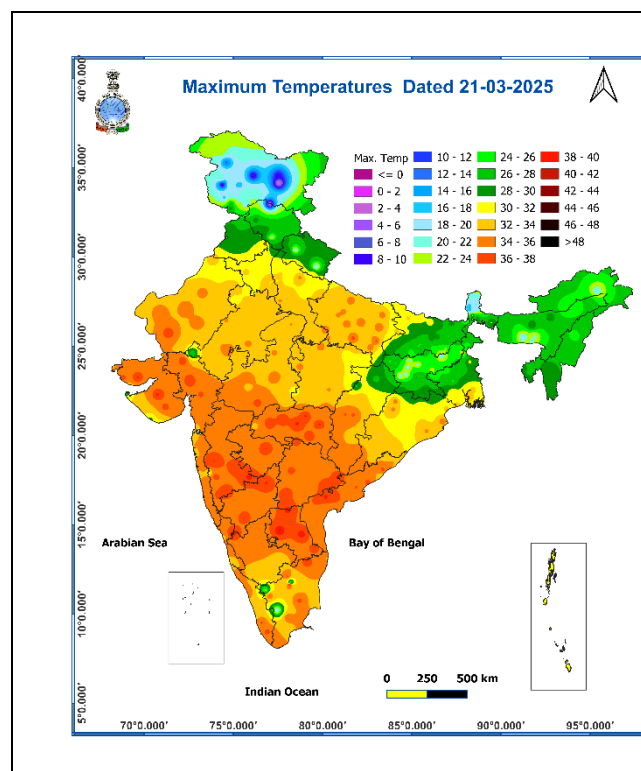 Maximum Temperatures Dated 21-03-2025
Max. Temp
<= 0
0 - 2
2 - 4
4 - 6
6 - 8
8 - 10
10 - 12
12 - 14
14 - 16
16 - 18
18 - 20
20 - 22
22 - 24
24 - 26
26 - 28
28 - 30
30 - 32
32 - 34
34 - 36
36 - 38
38 - 40
40 - 42
42 - 44
44 - 46
46 - 48
>48
40°0.000'
35°0.000'
30°0.000'
25°0.000'
20°0.000'
15°0.000'
10°0.000'
5°0.000'
Arabian Sea
Bay of Bengal
Indian Ocean
0 250 500 km
70°0.000' 75°0.000' 80°0.000' 85°0.000' 90°0.000' 95°0.000'